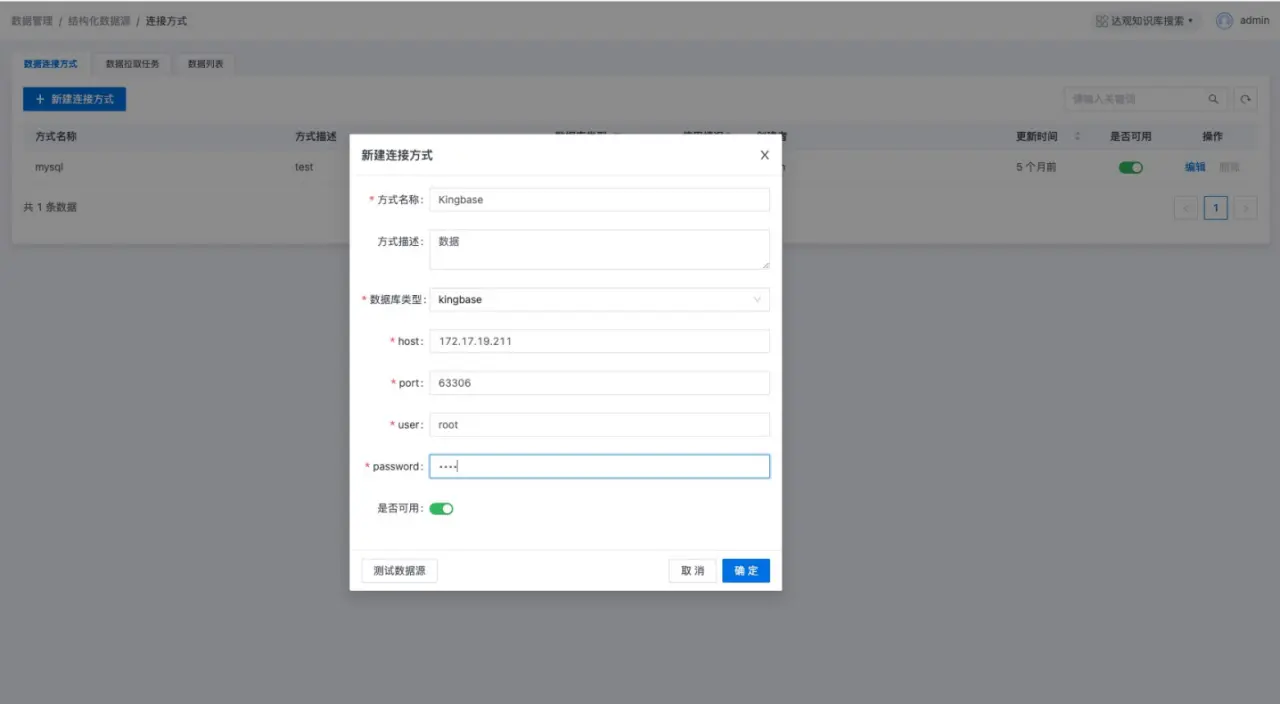 数据管理 / 结构化数据源 / 连接方式
达观知识库搜索 admin
数据连接方式 数据拉取任务 数据列表
+ 新建连接方式 请输入关键词
方式名称 方式描述 更新时间 是否可用 操作
mysql test 5 个月前 编辑 删除
共 1 条数据 < 1 >
新建连接方式 X
* 方式名称: Kingbase
方式描述: 数据
* 数据库类型: kingbase
* host: 172.17.19.211
* port: 63306
* user: root
* password: ····
是否可用:
测试数据源 取 消 确 定